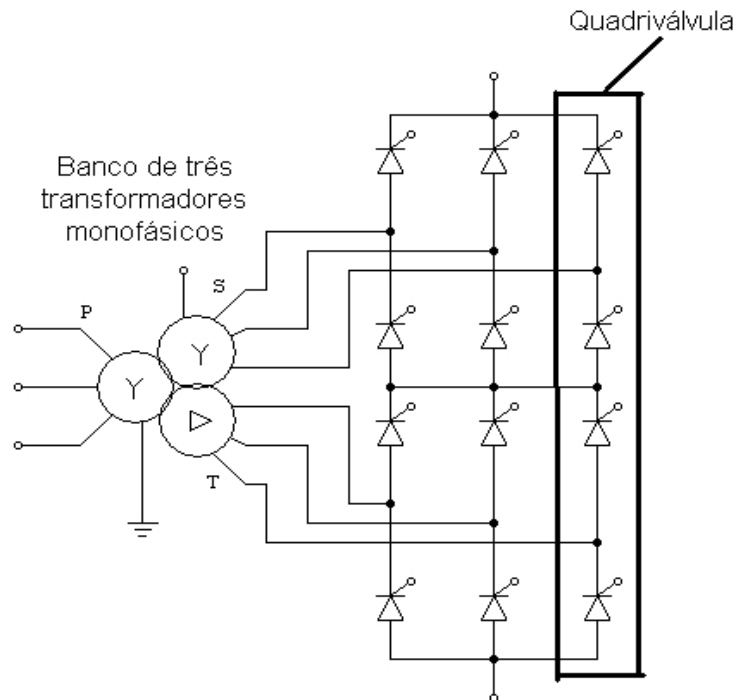 Quadriválvula
Banco de três
transformadores
monofásicos
S
P
Y
Y
T